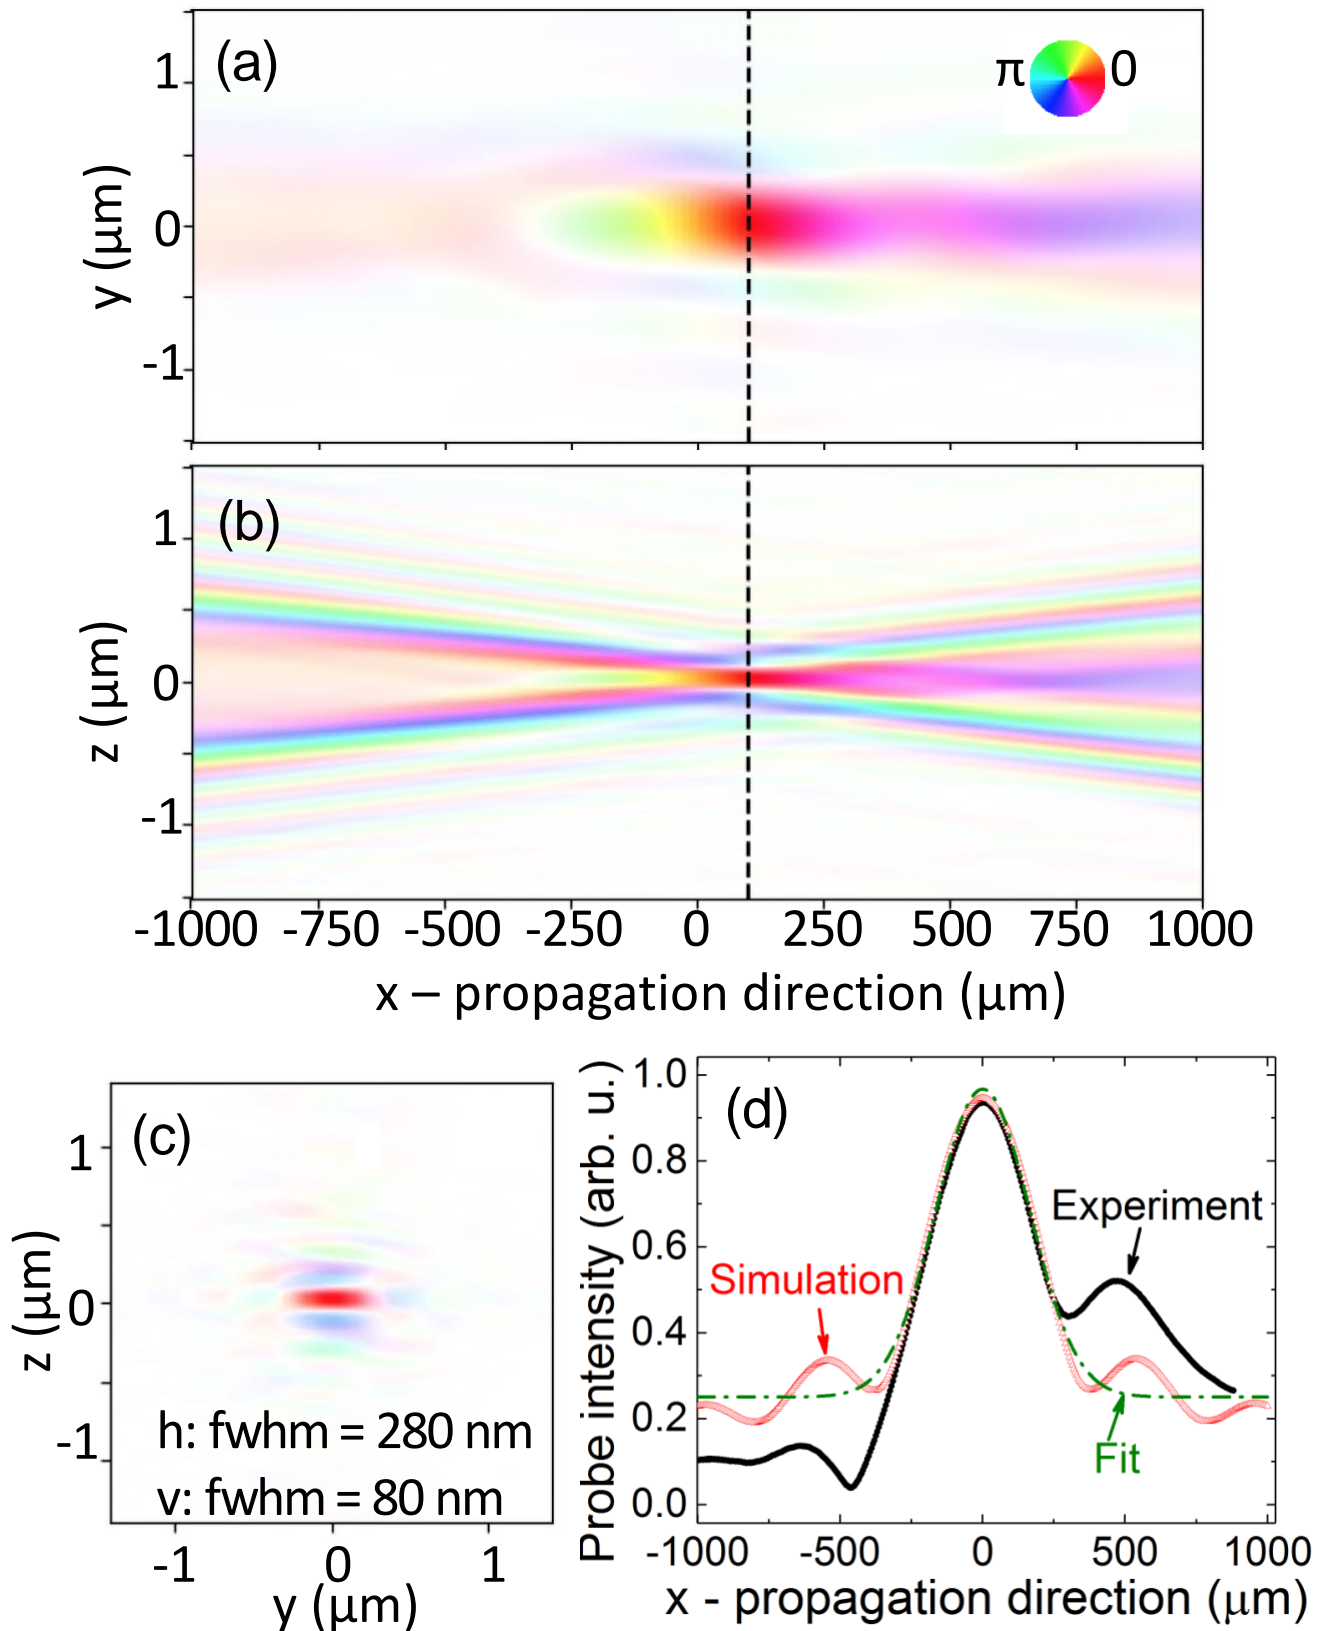 (a)
π 0
1
0
-1
y (μm)
(b)
1
0
-1
z (μm)
-1000 -750 -500 -250 0 250 500 750 1000
x – propagation direction (μm)
(c)
1
0
-1
z (μm)
h: fwhm = 280 nm
v: fwhm = 80 nm
-1 0 1
y (μm)
(d)
1.0
0.8
0.6
0.4
0.2
0.0
Probe intensity (arb. u.)
Experiment
Simulation
Fit
-1000 -500 0 500 1000
x - propagation direction (μm)